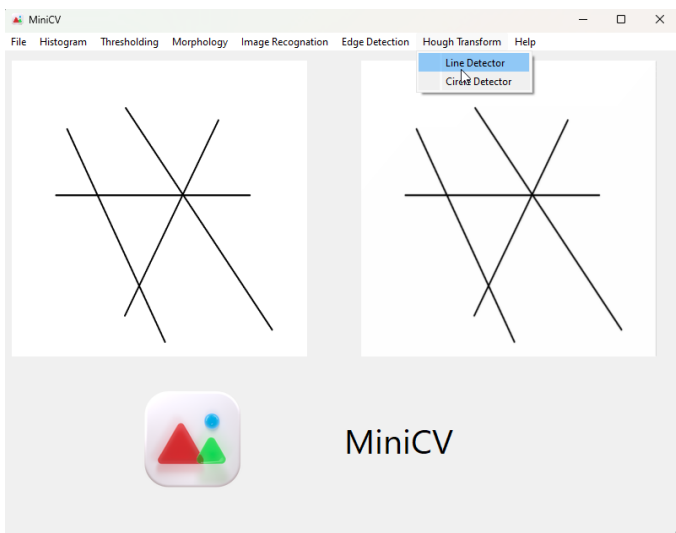 MiniCV
File Histogram Thresholding Morphology Image Recognation Edge Detection Hough Transform Help
Line Detector
Circle Detector
MiniCV